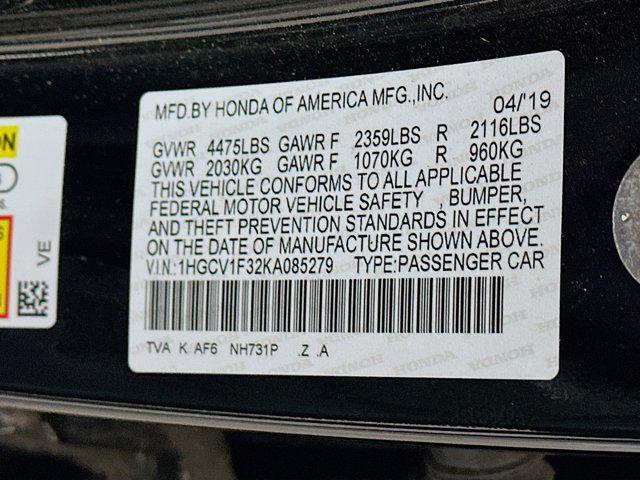 MFD.BY HONDA OF AMERICA MFG.,INC. 04/'19
GVWR 4475LBS GAWR F 2359LBS R 2116LBS
GVWR 2030KG GAWR F 1070KG R 960KG
THIS VEHICLE CONFORMS TO ALL APPLICABLE
FEDERAL MOTOR VEHICLE SAFETY , BUMPER,
AND THEFT PREVENTION STANDARDS IN EFFECT
ON THE DATE OF MANUFACTURE SHOWN ABOVE.
V.I.N.:1HGCV1F32KA085279 TYPE:PASSENGER CAR
TVA K AF6 NH731P .Z .A
VE